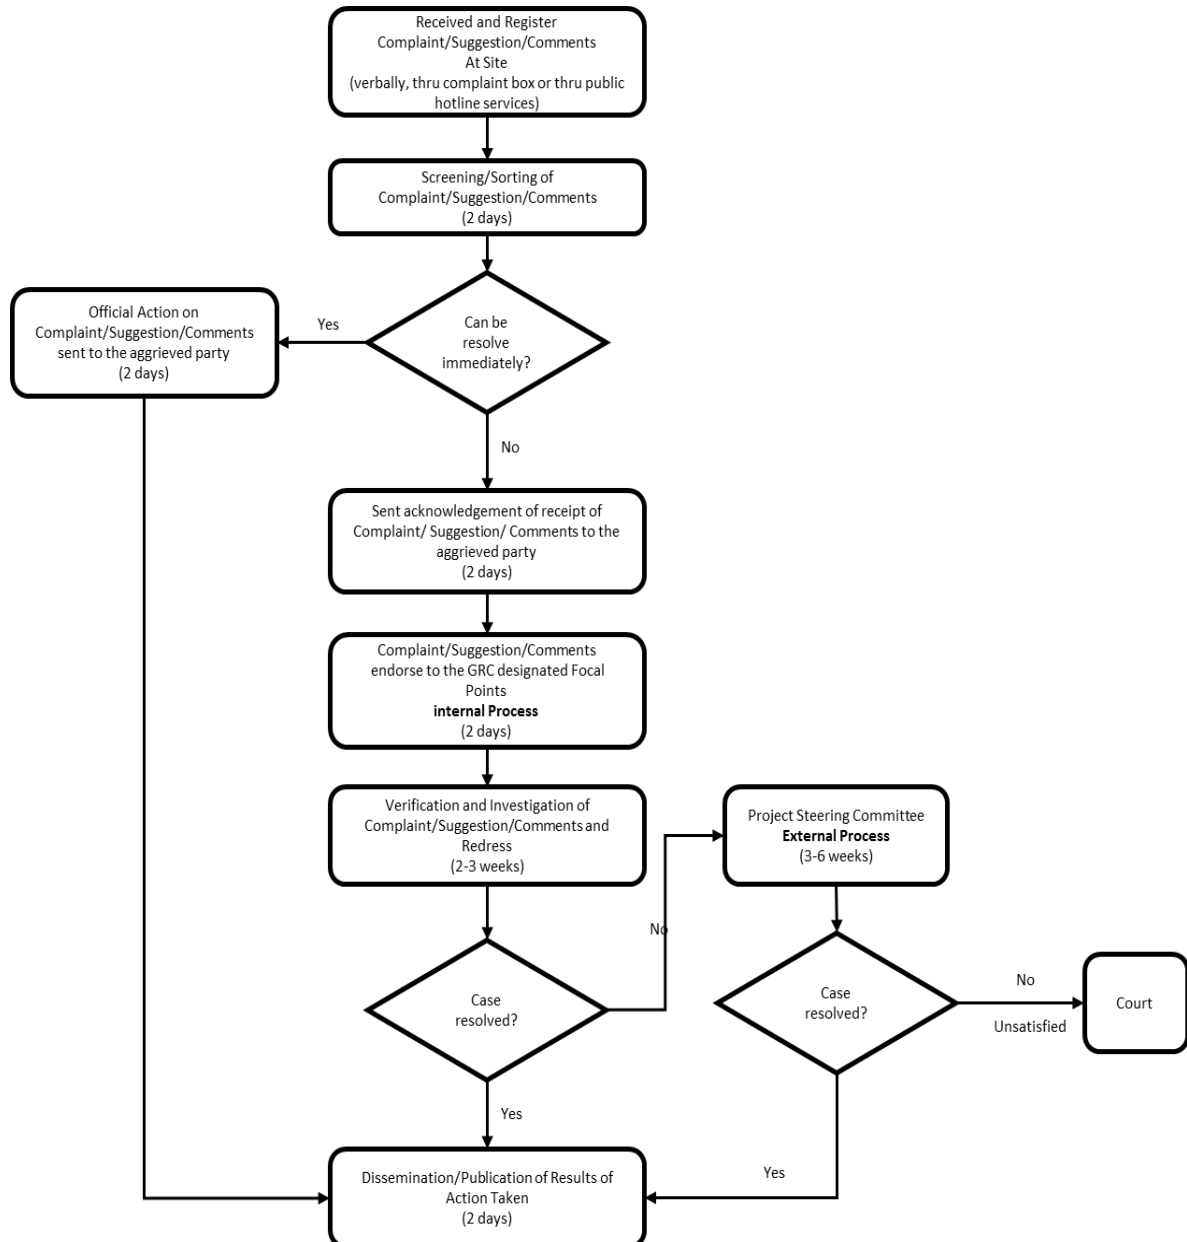 Received and Register
Complaint/Suggestion/Comments
At Site
(verbally, thru complaint box or thru public
hotline services)
Screening/Sorting of
Complaint/Suggestion/Comments
(2 days)
Official Action on
Complaint/Suggestion/Comments
sent to the aggrieved party
(2 days)
Yes
Can be
resolve
immediately?
No
Sent acknowledgement of receipt of
Complaint/ Suggestion/ Comments to the
aggrieved party
(2 days)
Complaint/Suggestion/Comments
endorse to the GRC designated Focal
Points
internal Process
(2 days)
Verification and Investigation of
Complaint/Suggestion/Comments and
Redress
(2-3 weeks)
Project Steering Committee
External Process
(3-6 weeks)
No
Case
resolved?
Case
resolved?
No
Unsatisfied
Court
Yes
Yes
Dissemination/Publication of Results of
Action Taken
(2 days)